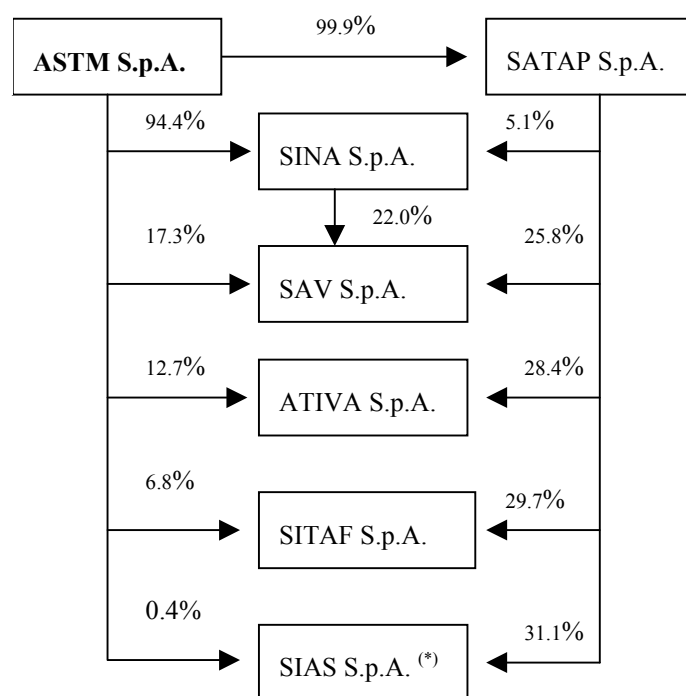 99.9%
ASTM S.p.A.
SATAP S.p.A.
94.4%
5.1%
SINA S.p.A.
22.0%
17.3%
25.8%
SAV S.p.A.
12.7%
28.4%
ATIVA S.p.A.
6.8%
29.7%
SITAF S.p.A.
0.4%
31.1%
SIAS S.p.A. (*)